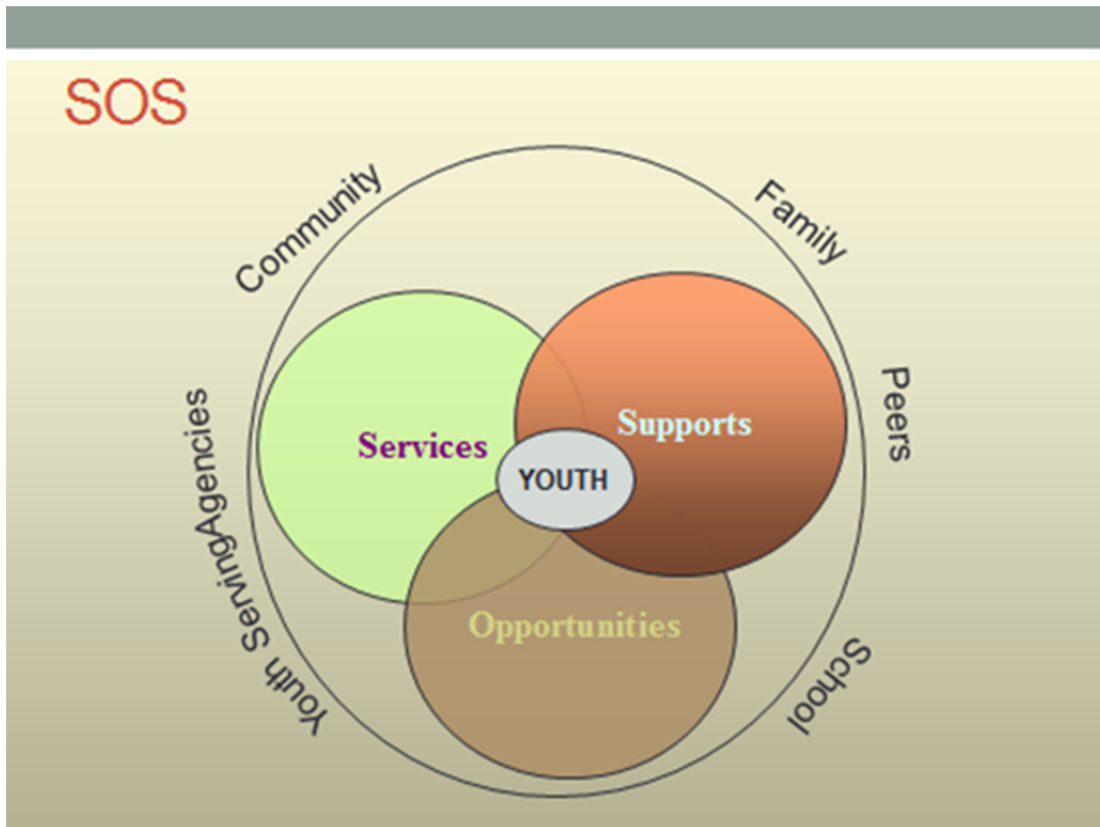 SOS
Community
Family
Peers
School
Youth ServingAgencies
Services
Supports
YOUTH
Opportunities